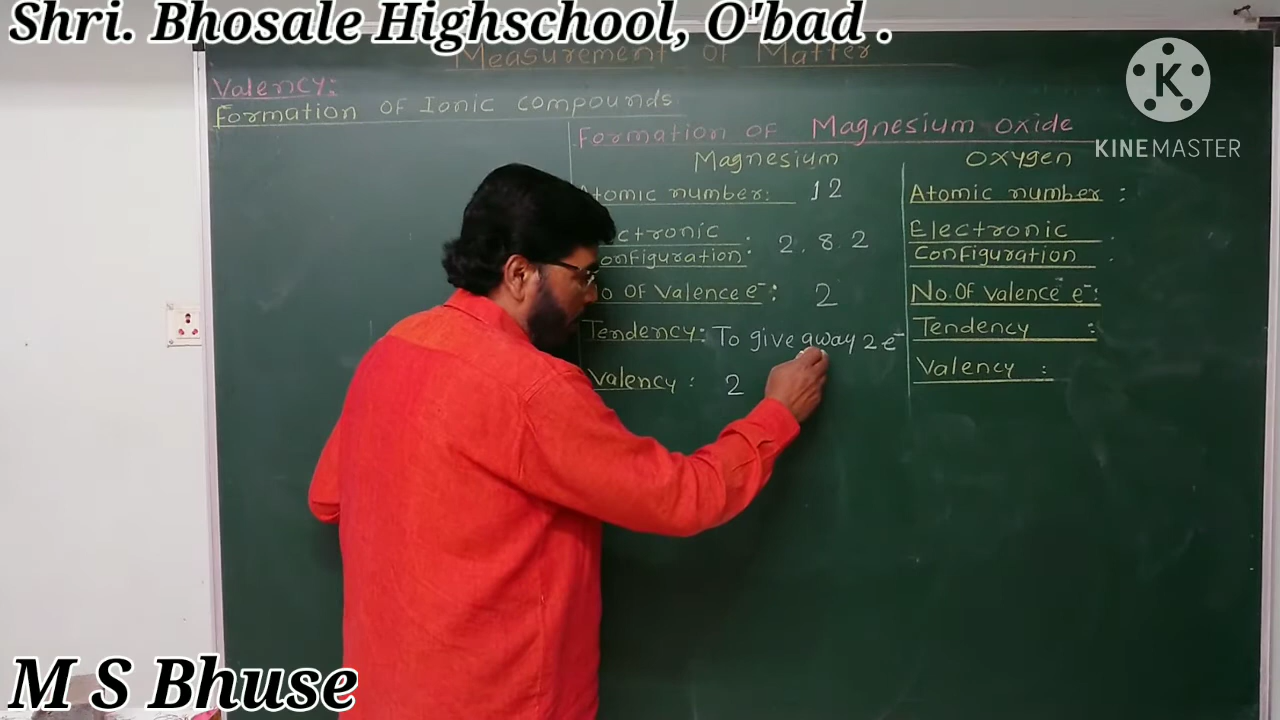 Shri. Bhosale Highschool, O'bad .
Measurement of Matter
Valency:
Formation of Ionic compounds
Formation of Magnesium oxide
Magnesium
Atomic number: 12
ctronic
configuration: 2. 8. 2
No of valence e⁻: 2
Tendency: To give away 2 e⁻
Valency: 2
Oxygen
Atomic number :
Electronic
configuration :
No. of valence e⁻:
Tendency :
Valency :
K
KINEMASTER
M S Bhuse